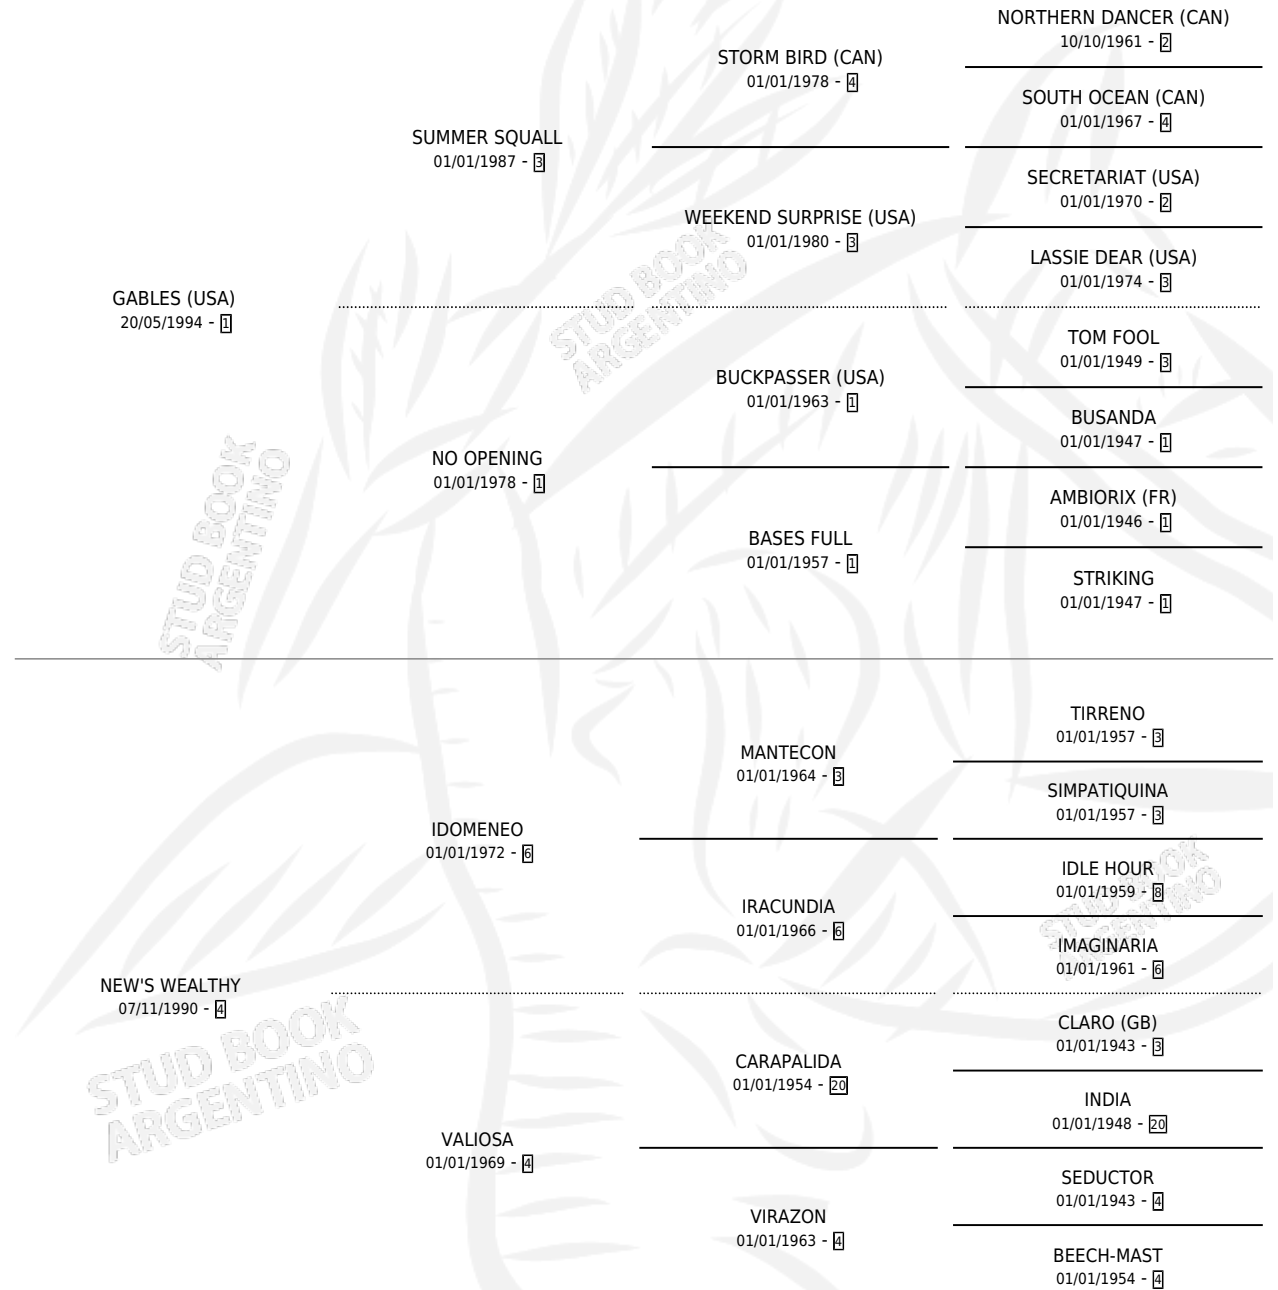 NORTHERN DANCER (CAN)
10/10/1961 - 2
STORM BIRD (CAN)
01/01/1978 - 4
SOUTH OCEAN (CAN)
01/01/1967 - 4
SUMMER SQUALL
01/01/1987 - 3
SECRETARIAT (USA)
01/01/1970 - 2
WEEKEND SURPRISE (USA)
01/01/1980 - 3
LASSIE DEAR (USA)
01/01/1974 - 3
GABLES (USA)
20/05/1994 - 1
TOM FOOL
01/01/1949 - 3
BUCKPASSER (USA)
01/01/1963 - 1
BUSANDA
01/01/1947 - 1
NO OPENING
01/01/1978 - 1
AMBIORIX (FR)
01/01/1946 - 1
BASES FULL
01/01/1957 - 1
STRIKING
01/01/1947 - 1
TIRRENO
01/01/1957 - 3
MANTECON
01/01/1964 - 3
SIMPATIQUINA
01/01/1957 - 3
IDOMENEO
01/01/1972 - 6
IDLE HOUR
01/01/1959 - 8
IRACUNDIA
01/01/1966 - 6
IMAGINARIA
01/01/1961 - 6
NEW'S WEALTHY
07/11/1990 - 4
CLARO (GB)
01/01/1943 - 3
CARAPALIDA
01/01/1954 - 20
INDIA
01/01/1948 - 20
VALIOSA
01/01/1969 - 4
SEDUCTOR
01/01/1943 - 4
VIRAZON
01/01/1963 - 4
BEECH-MAST
01/01/1954 - 4
STUD BOOK
ARGENTINO
STUD BOOK
ARGENTINO
STUD BOOK
ARGENTINO
STUD BOOK
ARGENTINO